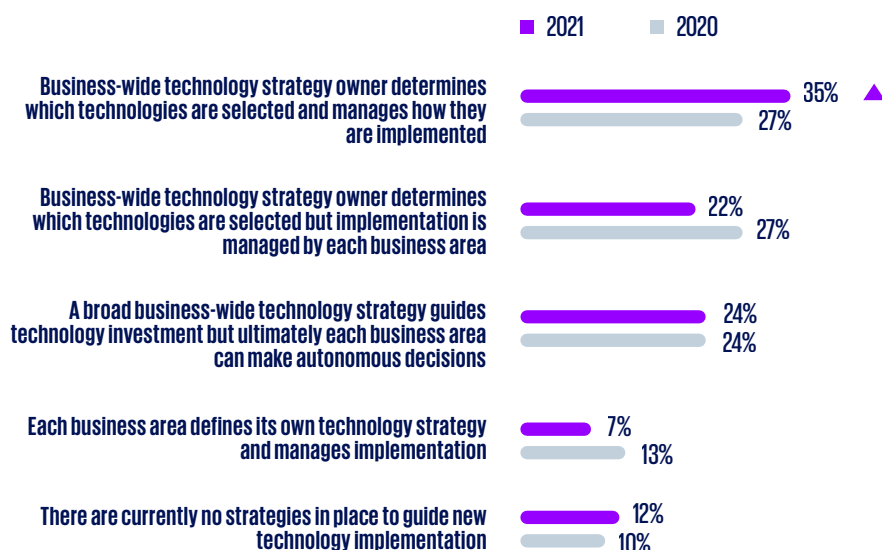 2021 2020
Business-wide technology strategy owner determines
which technologies are selected and manages how they
are implemented
35%
27%
Business-wide technology strategy owner determines
which technologies are selected but implementation is
managed by each business area
22%
27%
A broad business-wide technology strategy guides
technology investment but ultimately each business area
can make autonomous decisions
24%
24%
Each business area defines its own technology strategy
and manages implementation
7%
13%
There are currently no strategies in place to guide new
technology implementation
12%
10%